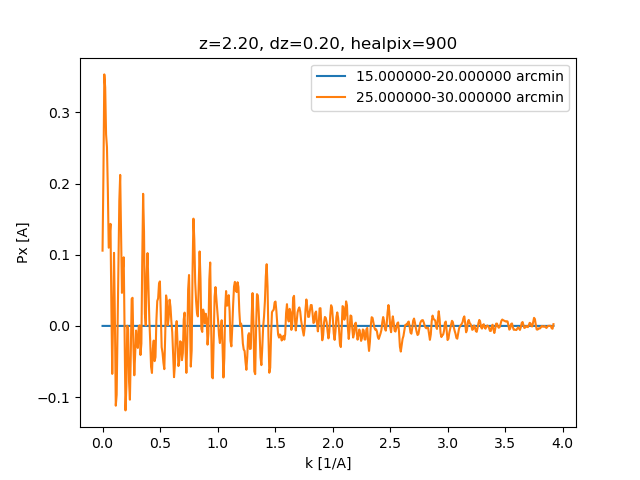 z=2.20, dz=0.20, healpix=900
15.000000-20.000000 arcmin
25.000000-30.000000 arcmin
Px [A]
0.3
0.2
0.1
0.0
−0.1
0.0 0.5 1.0 1.5 2.0 2.5 3.0 3.5 4.0
k [1/A]